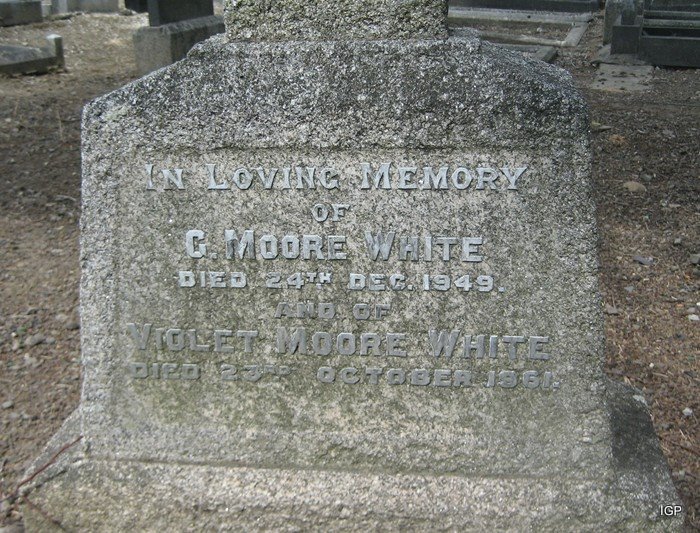 IN LOVING MEMORY
OF
G. MOORE WHITE
DIED 24TH DEC. 1949.
AND OF
VIOLET MOORE WHITE
DIED 23RD OCTOBER 1961.
IGP